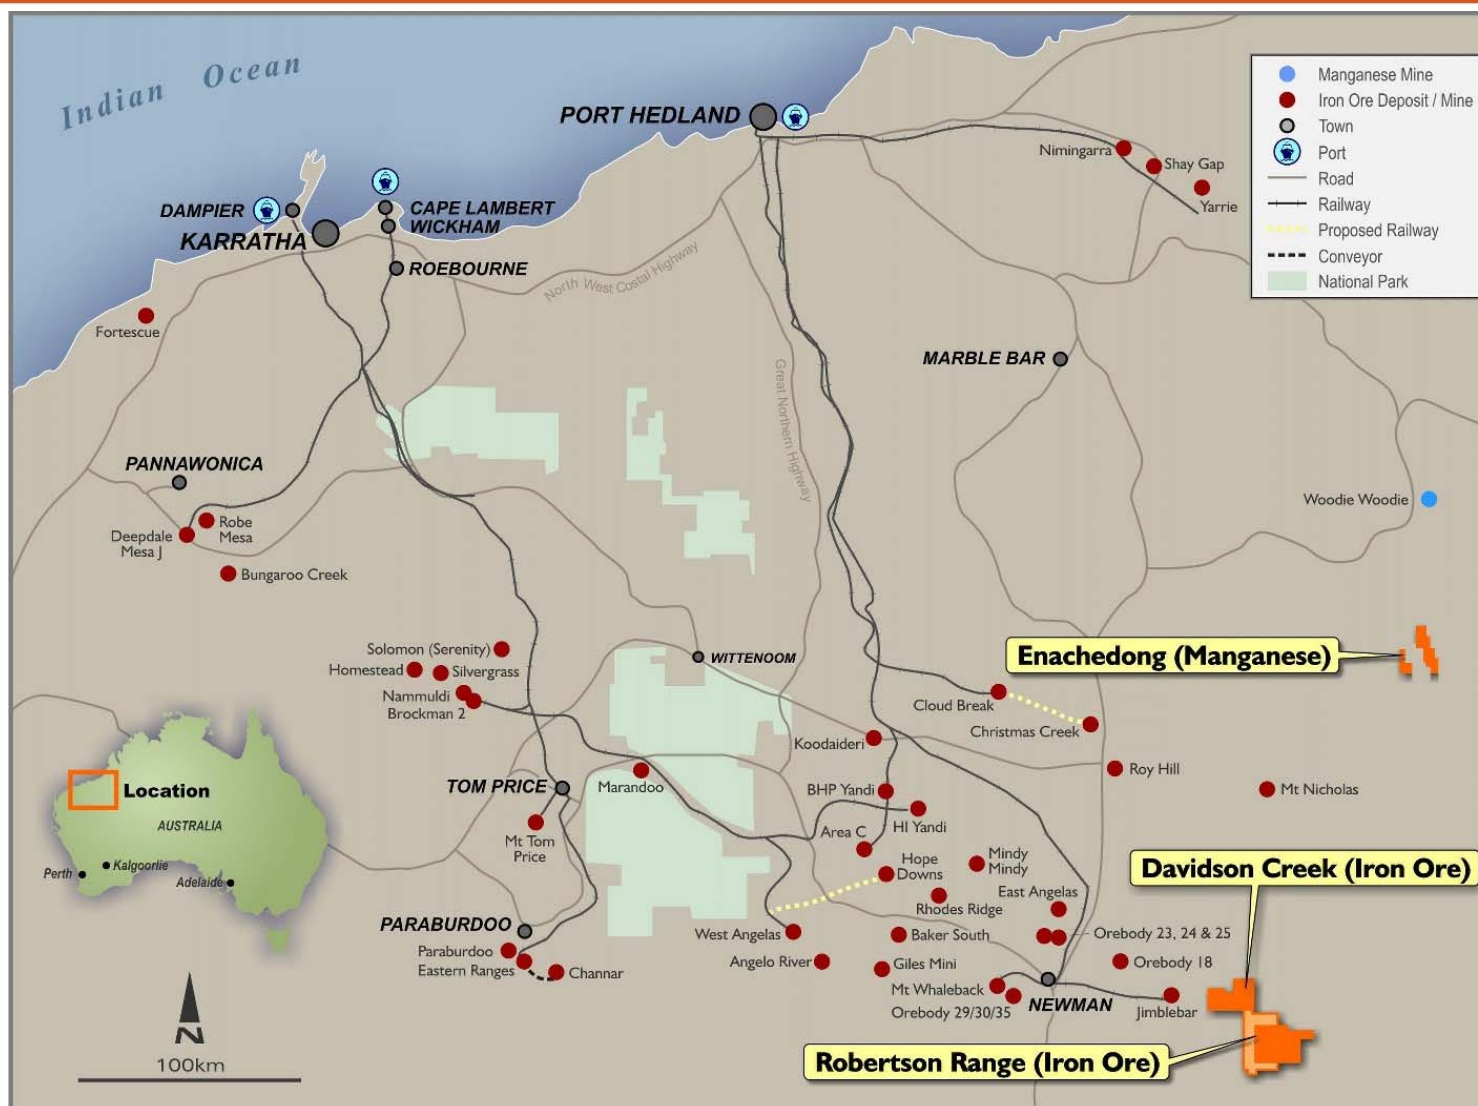 Indian Ocean
PORT HEDLAND
Manganese Mine
Iron Ore Deposit / Mine
Town
Port
Road
Railway
Proposed Railway
Conveyor
National Park
Nimingarra
Shay Gap
Yarrie
DAMPIER
KARRATHA
CAPE LAMBERT
WICKHAM
ROEBOURNE
North West Costal Highway
Fortescue
MARBLE BAR
Great Northern Highway
PANNAWONICA
Woodie Woodie
Robe
Mesa
Deepdale
Mesa J
Bungaroo Creek
Solomon (Serenity)
Homestead
Silvergrass
Nammuldi
Brockman 2
WITTENOOM
Enachedong (Manganese)
Cloud Break
Christmas Creek
Koodaideri
Roy Hill
Mt Nicholas
Location
AUSTRALIA
Perth
Kalgoorlie
Adelaide
TOM PRICE
Marandoo
BHP Yandi
HI Yandi
Mt Tom
Price
Area C
Hope
Downs
Mindy
Mindy
Davidson Creek (Iron Ore)
Rhodes Ridge
East Angelas
PARABURDOO
West Angelas
Baker South
Orebody 23, 24 & 25
Paraburdoo
Eastern Ranges
Channar
Angelo River
Giles Mini
Orebody 18
Mt Whaleback
Orebody 29/30/35
NEWMAN
Jimblebar
N
100km
Robertson Range (Iron Ore)